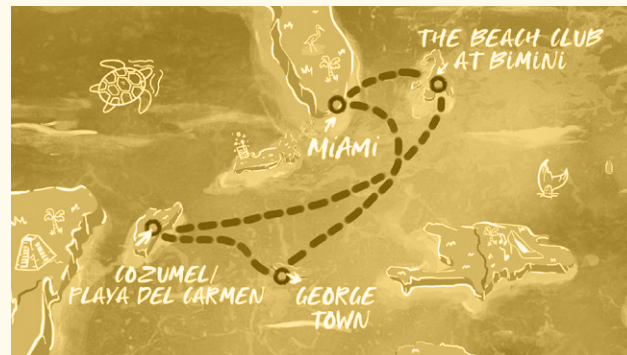 THE BEACH CLUB
AT BIMINI
MIAMI
COZUMEL/
PLAYA DEL CARMEN
GEORGE
TOWN